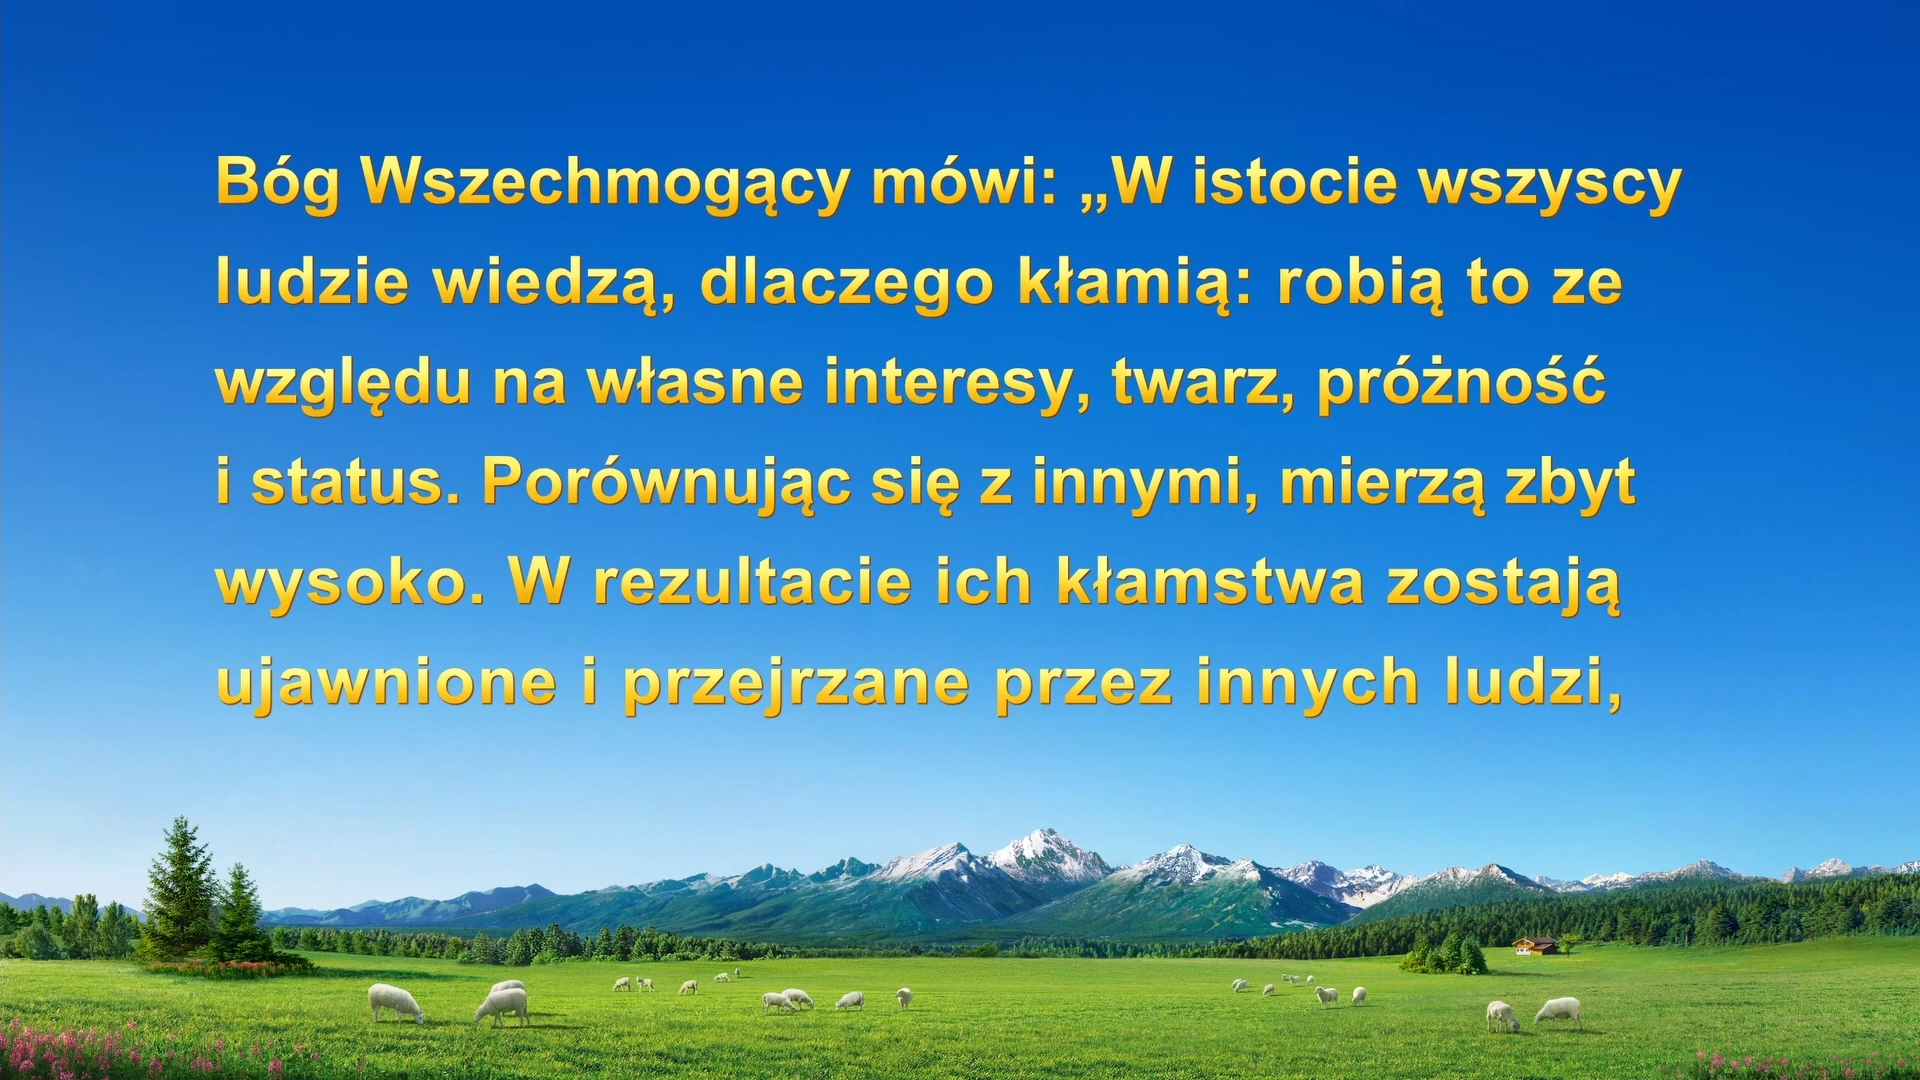 Bóg Wszechmogący mówi: „W istocie wszyscy
ludzie wiedzą, dlaczego kłamią: robią to ze
względu na własne interesy, twarz, próżność
i status. Porównując się z innymi, mierzą zbyt
wysoko. W rezultacie ich kłamstwa zostają
ujawnione i przejrzane przez innych ludzi,